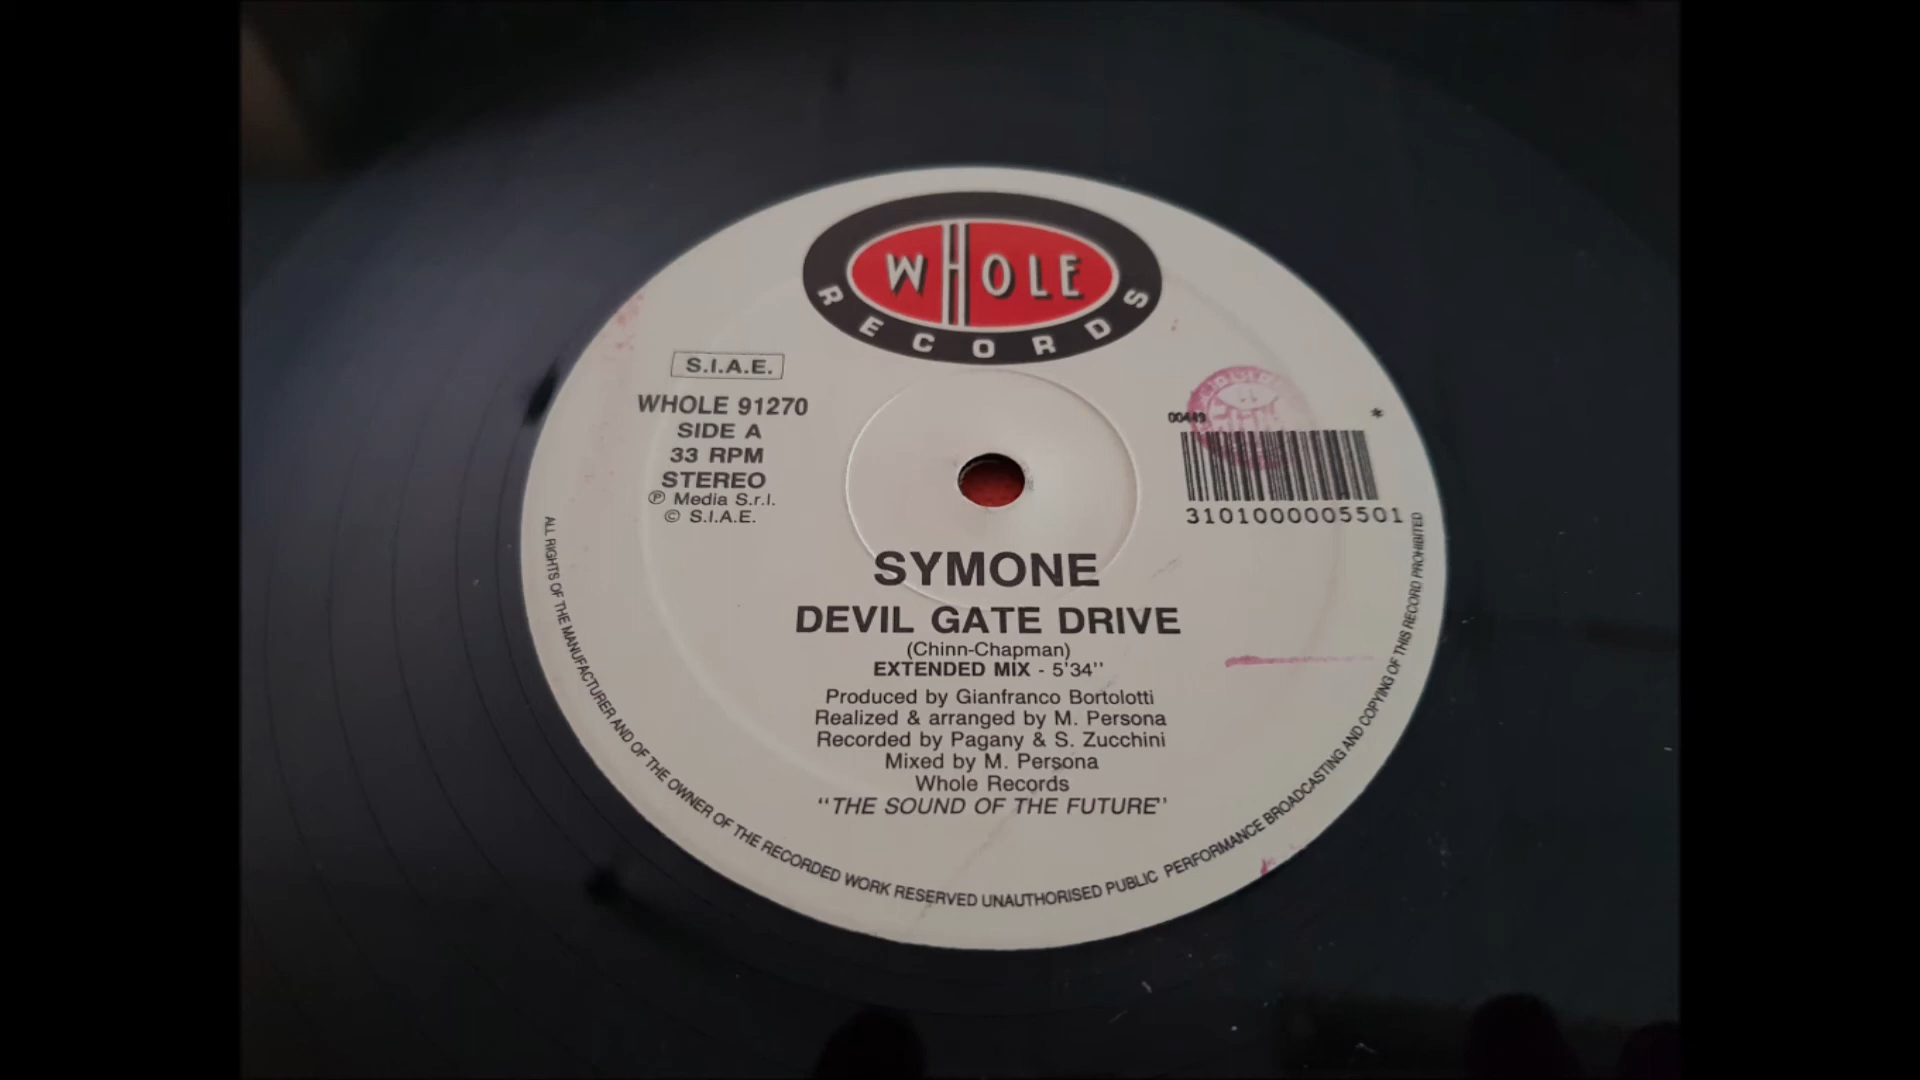 WHOLE
RECORDS
S.I.A.E.
WHOLE 91270
SIDE A
33 RPM
STEREO
Ⓟ Media S.r.l.
© S.I.A.E.
00449
*
3101000005501
SYMONE
DEVIL GATE DRIVE
(Chinn-Chapman)
EXTENDED MIX - 5'34''
Produced by Gianfranco Bortolotti
Realized & arranged by M. Persona
Recorded by Pagany & S. Zucchini
Mixed by M. Persona
Whole Records
"THE SOUND OF THE FUTURE"
ALL RIGHTS OF THE MANUFACTURER AND OF THE OWNER OF THE RECORDED WORK RESERVED UNAUTHORISED PUBLIC PERFORMANCE BROADCASTING AND COPYING OF THIS RECORD PROHIBITED